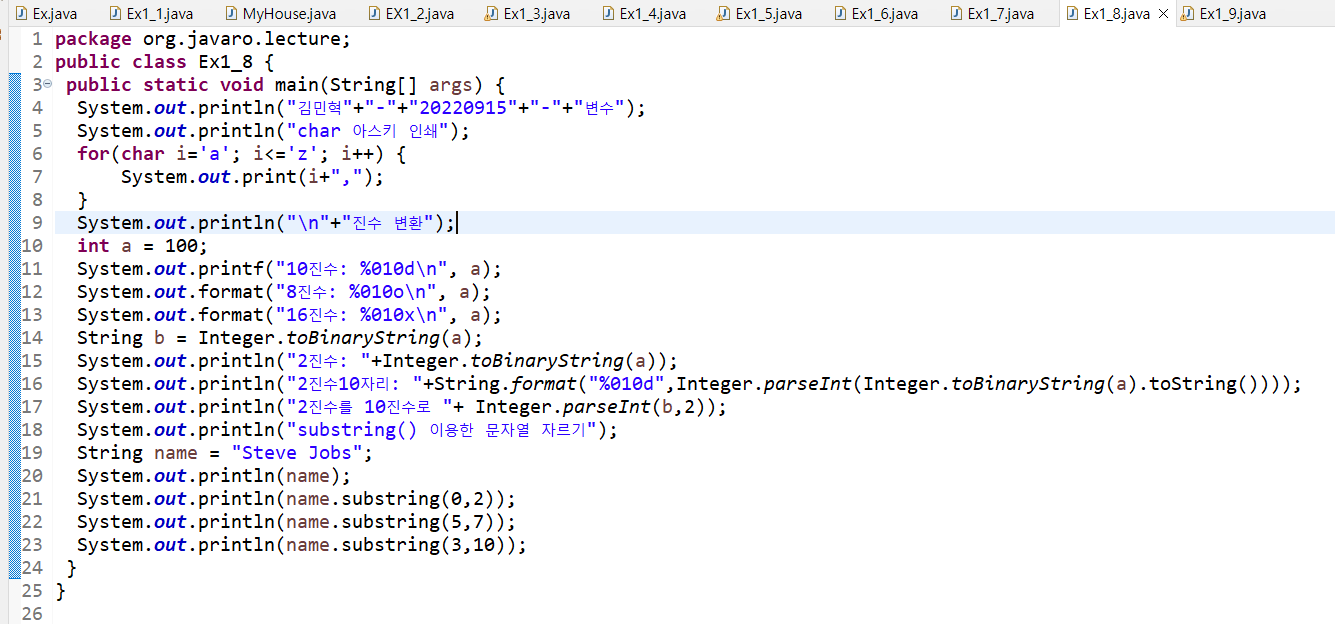 Ex.java Ex1_1.java MyHouse.java EX1_2.java Ex1_3.java Ex1_4.java Ex1_5.java Ex1_6.java Ex1_7.java Ex1_8.java Ex1_9.java
1 package org.javaro.lecture;
2 public class Ex1_8 {
3 public static void main(String[] args) {
4 System.out.println("김민혁"+"-"+"20220915"+"-"+"변수");
5 System.out.println("char 아스키 인쇄");
6 for(char i='a'; i<='z'; i++) {
7 System.out.print(i+",");
8 }
9 System.out.println("\n"+"진수 변환");
10 int a = 100;
11 System.out.printf("10진수: %010d\n", a);
12 System.out.format("8진수: %010o\n", a);
13 System.out.format("16진수: %010x\n", a);
14 String b = Integer.toBinaryString(a);
15 System.out.println("2진수: "+Integer.toBinaryString(a));
16 System.out.println("2진수10자리: "+String.format("%010d",Integer.parseInt(Integer.toBinaryString(a).toString())));
17 System.out.println("2진수를 10진수로 "+ Integer.parseInt(b,2));
18 System.out.println("substring() 이용한 문자열 자르기");
19 String name = "Steve Jobs";
20 System.out.println(name);
21 System.out.println(name.substring(0,2));
22 System.out.println(name.substring(5,7));
23 System.out.println(name.substring(3,10));
24 }
25 }
26